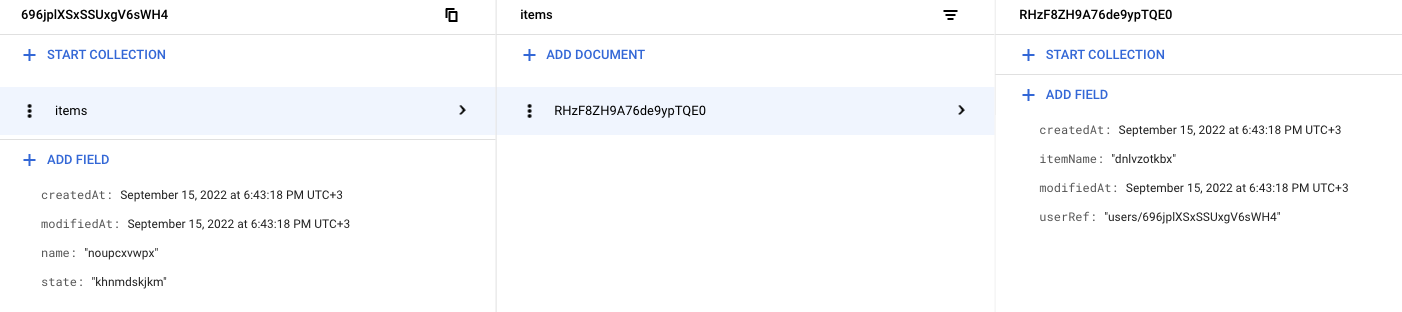 696jplXSxSSUxgV6sWH4
START COLLECTION
items
ADD FIELD
createdAt: September 15, 2022 at 6:43:18 PM UTC+3
modifiedAt: September 15, 2022 at 6:43:18 PM UTC+3
name: "noupcxvwpx"
state: "khnmdskjkm"
items
ADD DOCUMENT
RHzF8ZH9A76de9ypTQE0
RHzF8ZH9A76de9ypTQE0
START COLLECTION
ADD FIELD
createdAt: September 15, 2022 at 6:43:18 PM UTC+3
itemName: "dnlvzotkbx"
modifiedAt: September 15, 2022 at 6:43:18 PM UTC+3
userRef: "users/696jplXSxSSUxgV6sWH4"